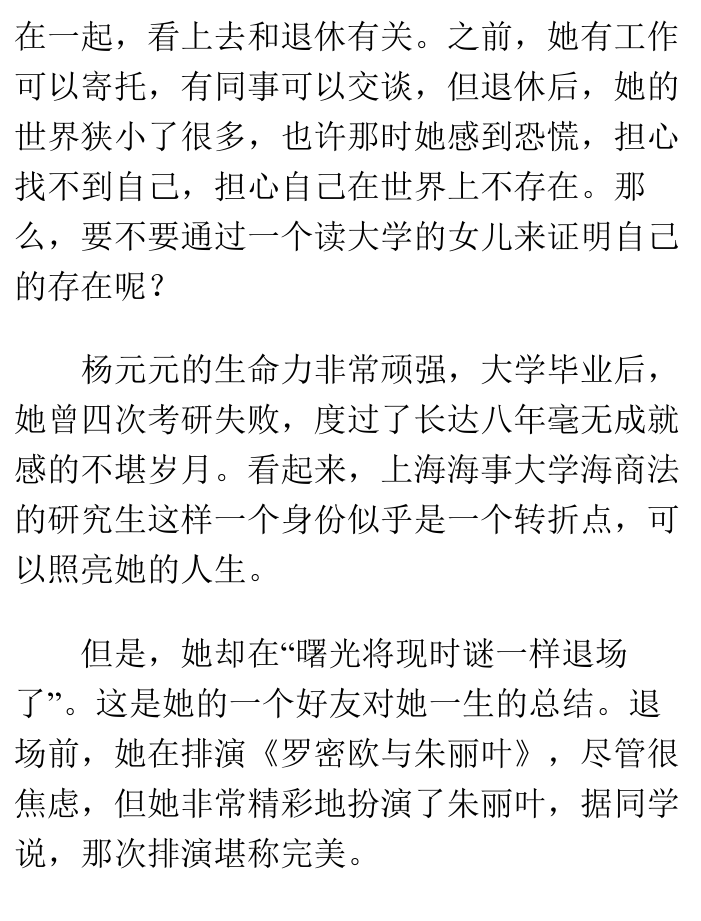 在一起，看上去和退休有关。之前，她有工作
可以寄托，有同事可以交谈，但退休后，她的
世界狭小了很多，也许那时她感到恐慌，担心
找不到自己，担心自己在世界上不存在。那
么，要不要通过一个读大学的女儿来证明自己
的存在呢？
杨元元的生命力非常顽强，大学毕业后，
她曾四次考研失败，度过了长达八年毫无成就
感的不堪岁月。看起来，上海海事大学海商法
的研究生这样一个身份似乎是一个转折点，可
以照亮她的人生。
但是，她却在“曙光将现时谜一样退场
了”。这是她的一个好友对她一生的总结。退
场前，她在排演《罗密欧与朱丽叶》，尽管很
焦虑，但她非常精彩地扮演了朱丽叶，据同学
说，那次排演堪称完美。